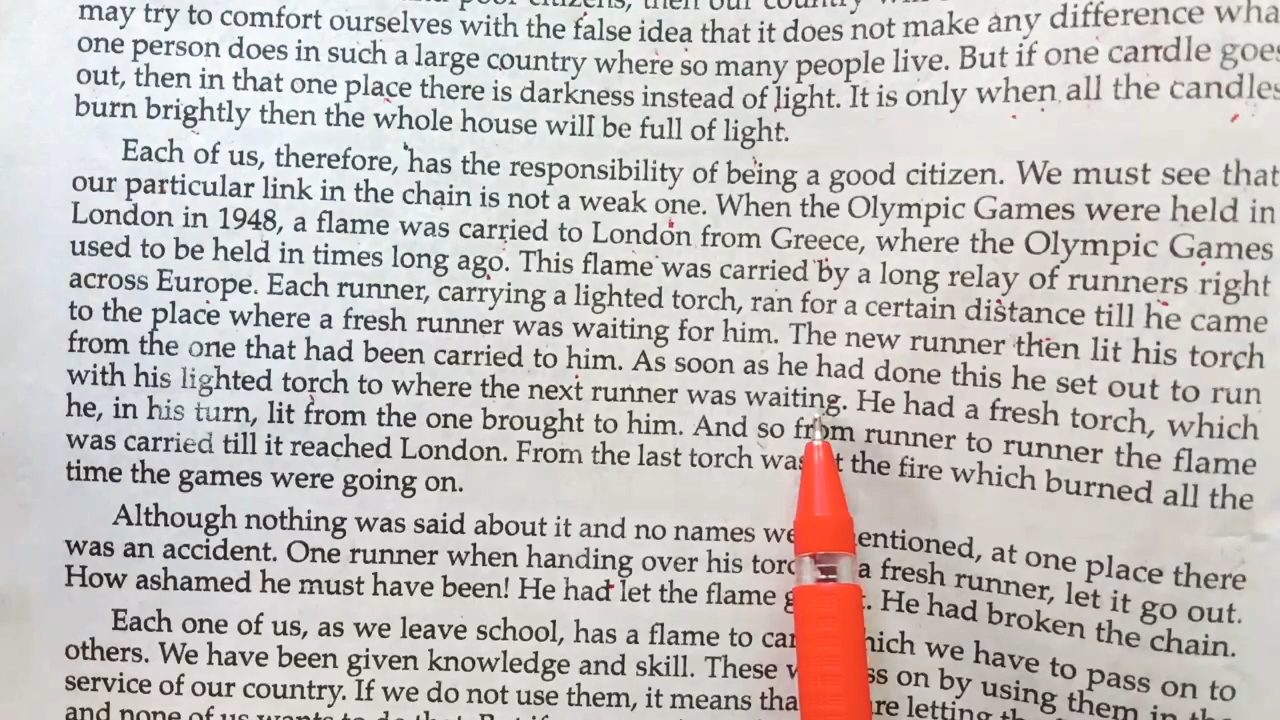 poor citizens, then our country
may try to comfort ourselves with the false idea that it does not make any difference wha
one person does in such a large country where so many people live. But if one candle goes
out, then in that one place there is darkness instead of light. It is only when all the candles
burn brightly then the whole house will be full of light.
Each of us, therefore, has the responsibility of being a good citizen. We must see that
our particular link in the chain is not a weak one. When the Olympic Games were held in
London in 1948, a flame was carried to London from Greece, where the Olympic Games
used to be held in times long ago. This flame was carried by a long relay of runners right
across Europe. Each runner, carrying a lighted torch, ran for a certain distance till he came
to the place where a fresh runner was waiting for him. The new runner then lit his torch
from the one that had been carried to him. As soon as he had done this he set out to run
with his lighted torch to where the next runner was waiting. He had a fresh torch, which
he, in his turn, lit from the one brought to him. And so from runner to runner the flame
was carried till it reached London. From the last torch was the fire which burned all the
time the games were going on.
Although nothing was said about it and no names entioned, at one place there
was an accident. One runner when handing over his a fresh runner, let it go out.
How ashamed he must have been! He had let the flame . He had broken the chain.
Each one of us, as we leave school, has a flame to hich we have to pass on to
others. We have been given knowledge and skill. These on by using them in
service of our country. If we do not use them, it means letting
and none of us